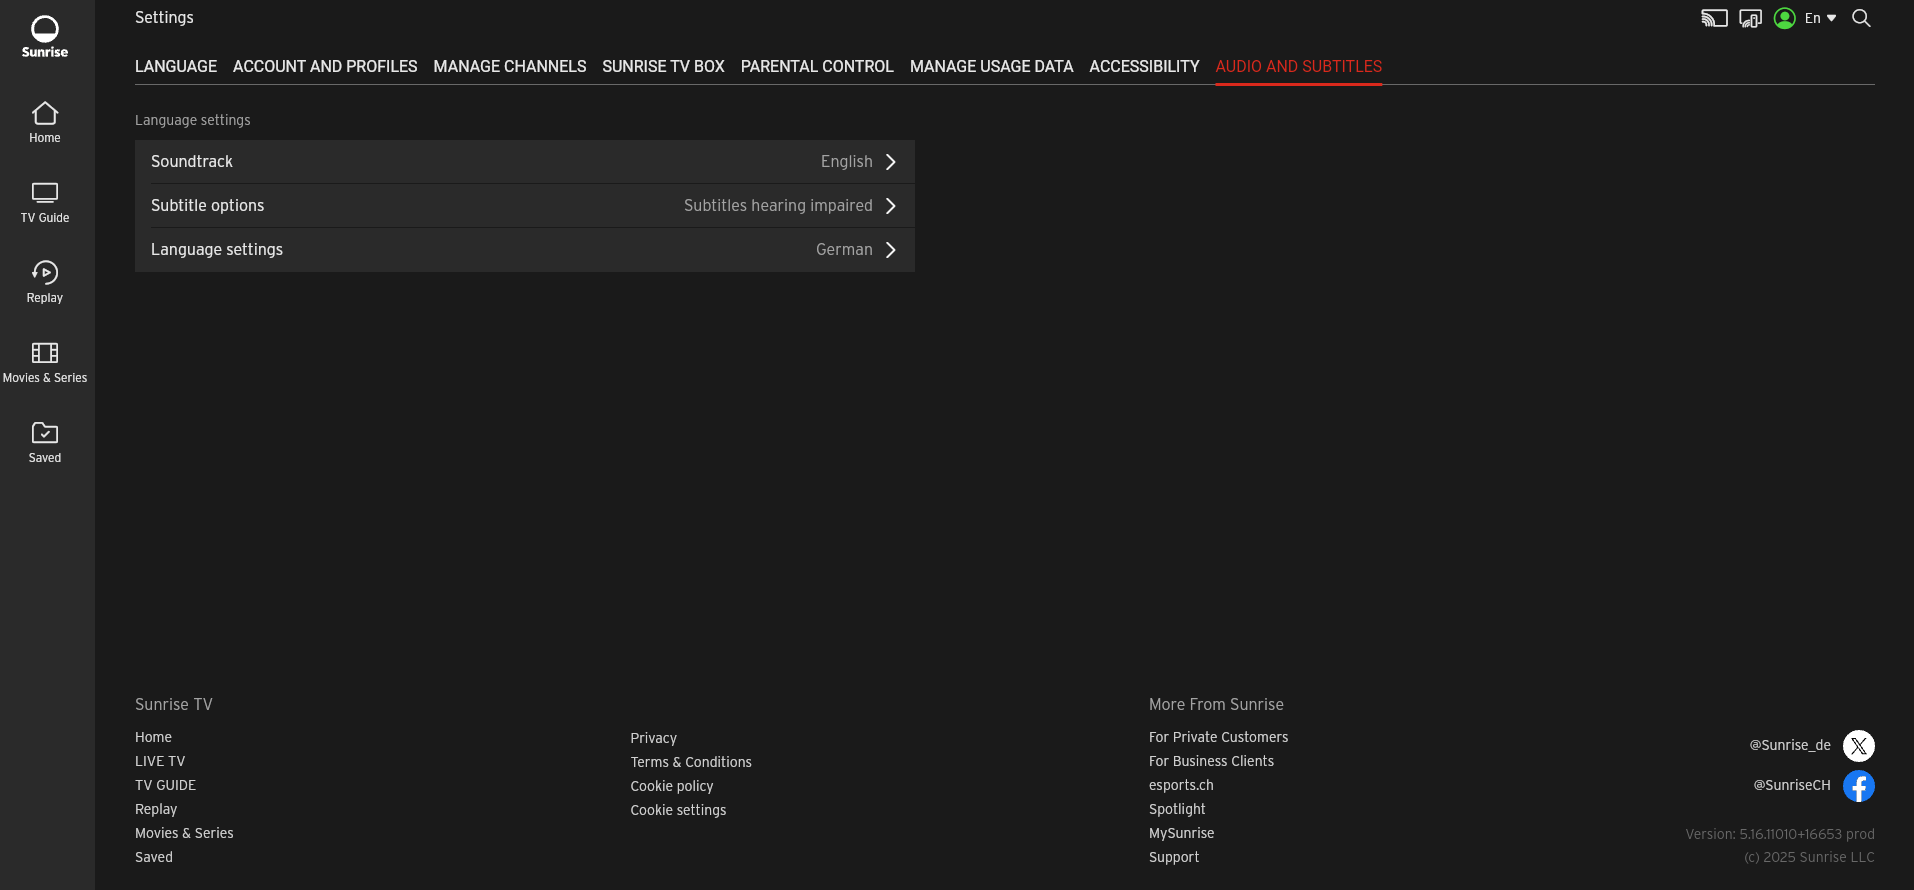 Sunrise
Settings
En
LANGUAGE ACCOUNT AND PROFILES MANAGE CHANNELS SUNRISE TV BOX PARENTAL CONTROL MANAGE USAGE DATA ACCESSIBILITY AUDIO AND SUBTITLES
Home
TV Guide
Replay
Movies & Series
Saved
Language settings
Soundtrack English
Subtitle options Subtitles hearing impaired
Language settings German
Sunrise TV
Home
LIVE TV
TV GUIDE
Replay
Movies & Series
Saved
Privacy
Terms & Conditions
Cookie policy
Cookie settings
More From Sunrise
For Private Customers
For Business Clients
esports.ch
Spotlight
MySunrise
Support
@Sunrise_de
@SunriseCH
Version: 5.16.11010+16653 prod
(c) 2025 Sunrise LLC